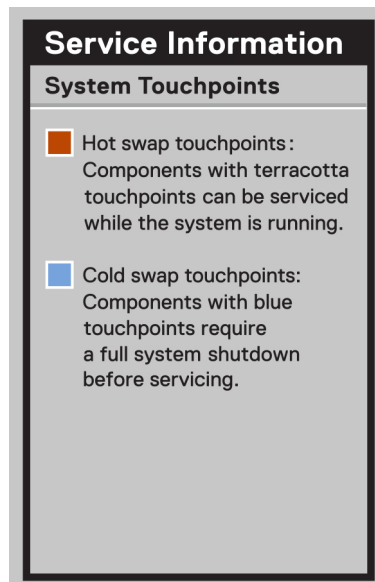 Service Information
System Touchpoints
Hot swap touchpoints:
Components with terracotta
touchpoints can be serviced
while the system is running.
Cold swap touchpoints:
Components with blue
touchpoints require
a full system shutdown
before servicing.